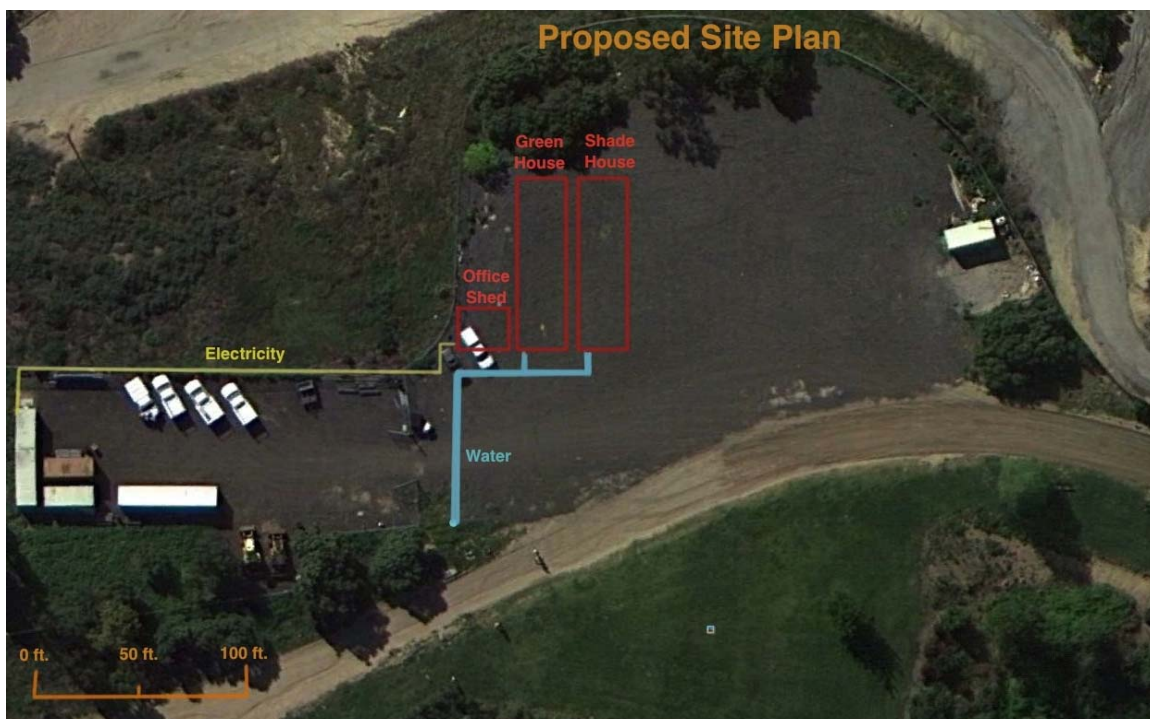 Proposed Site Plan
Green
House
Shade
House
Office
Shed
Electricity
Water
0 ft.
50 ft.
100 ft.